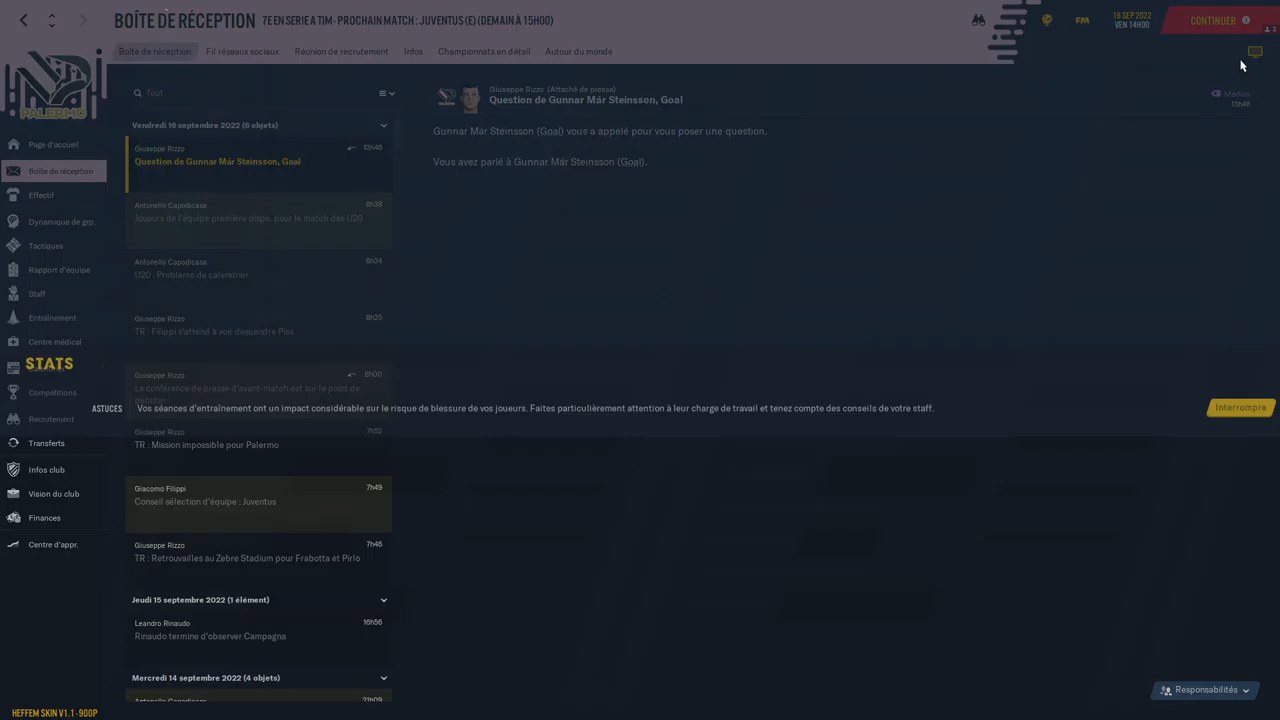 BOÎTE DE RÉCEPTION
7E EN SERIE A TIM - PROCHAIN MATCH : JUVENTUS (E) (DEMAIN À 15H00)
FM
16 SEP 2022
VEN 14H00
CONTINUER
Boîte de réception
Fil réseaux sociaux
Réunion de recrutement
Infos
Championnats en détail
Autour du monde
PALERMO
Page d'accueil
Boîte de réception
Effectif
Dynamique de grp.
Tactiques
Rapport d'équipe
Staff
Entraînement
Centre médical
STATS
Compétitions
Recrutement
Transferts
Infos club
Vision du club
Finances
Centre d'appr.
HEFFEM SKIN V1.1 - 900P
Tout
Vendredi 16 septembre 2022 (8 objets)
Giuseppe Rizzo
13h46
Question de Gunnar Már Steinsson, Goal
Antonello Capodicasa
8h38
Joueurs de l'équipe première dispo. pour le match des U20
Antonello Capodicasa
8h34
U20 : Problème de calendrier
Giuseppe Rizzo
8h25
TR : Filippi s'attend à voir descendre Pisa
Giuseppe Rizzo
8h00
La conférence de presse d'avant-match est sur le point de
débuter
ASTUCES
Vos séances d'entraînement ont un impact considérable sur le risque de blessure de vos joueurs. Faites particulièrement attention à leur charge de travail et tenez compte des conseils de votre staff.
Interrompre
Giuseppe Rizzo
7h52
TR : Mission impossible pour Palermo
Giacomo Filippi
7h49
Conseil sélection d'équipe : Juventus
Giuseppe Rizzo
7h46
TR : Retrouvailles au Zebre Stadium pour Frabotta et Pirlo
Jeudi 15 septembre 2022 (1 élément)
Leandro Rinaudo
16h56
Rinaudo termine d'observer Campagna
Mercredi 14 septembre 2022 (4 objets)
Antonello Capodicasa
21h09
Giuseppe Rizzo (Attaché de presse)
Question de Gunnar Már Steinsson, Goal
Médias
13h46
Gunnar Már Steinsson (Goal) vous a appelé pour vous poser une question.
Vous avez parlé à Gunnar Már Steinsson (Goal).
Responsabilités